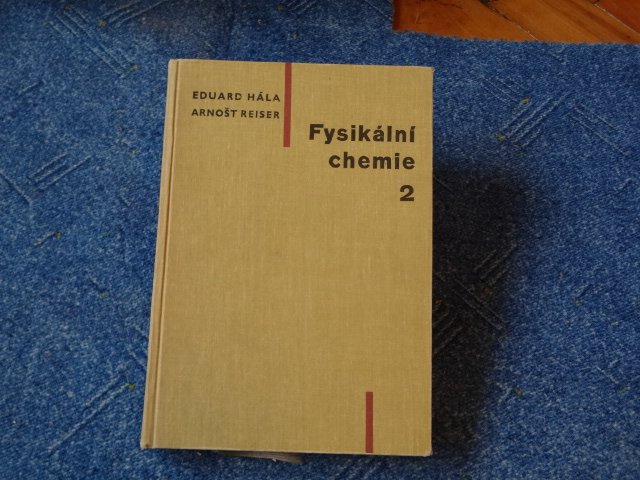 EDUARD HÁLA
ARNOŠT REISER
Fysikální
chemie
2